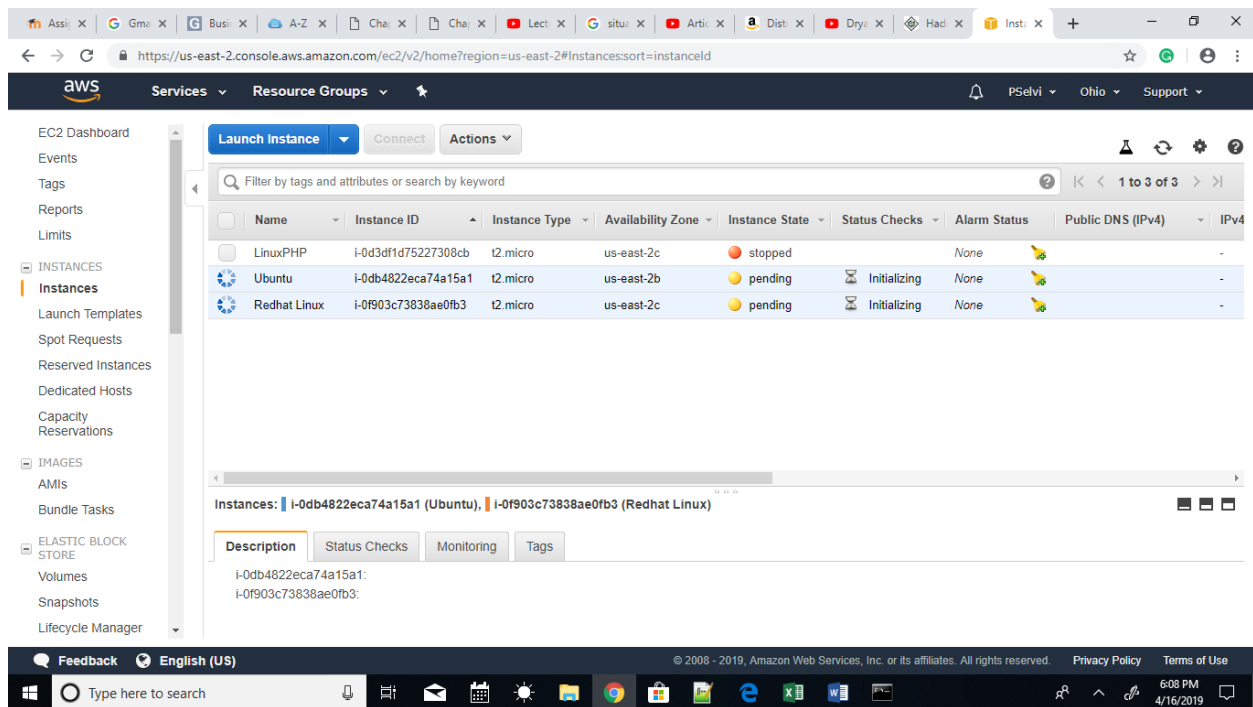 Assig Gma Busi A-Z Cha Cha Lect situa Artic Distr Drya Hack Insta
https://us-east-2.console.aws.amazon.com/ec2/v2/home?region=us-east-2#Instances:sort=instanceId
aws Services Resource Groups PSelvi Ohio Support
EC2 Dashboard
Events
Tags
Reports
Limits
INSTANCES
Instances
Launch Templates
Spot Requests
Reserved Instances
Dedicated Hosts
Capacity
Reservations
IMAGES
AMIs
Bundle Tasks
ELASTIC BLOCK
STORE
Volumes
Snapshots
Lifecycle Manager
Launch Instance Connect Actions
Filter by tags and attributes or search by keyword 1 to 3 of 3
Name Instance ID Instance Type Availability Zone Instance State Status Checks Alarm Status Public DNS (IPv4) IPv4
LinuxPHP i-0d3df1d75227308cb t2.micro us-east-2c stopped None -
Ubuntu i-0db4822eca74a15a1 t2.micro us-east-2b pending Initializing None -
Redhat Linux i-0f903c73838ae0fb3 t2.micro us-east-2c pending Initializing None -
Instances: i-0db4822eca74a15a1 (Ubuntu), i-0f903c73838ae0fb3 (Redhat Linux)
Description Status Checks Monitoring Tags
i-0db4822eca74a15a1:
i-0f903c73838ae0fb3:
Feedback English (US) © 2008 - 2019, Amazon Web Services, Inc. or its affiliates. All rights reserved. Privacy Policy Terms of Use
Type here to search 6:08 PM
4/16/2019